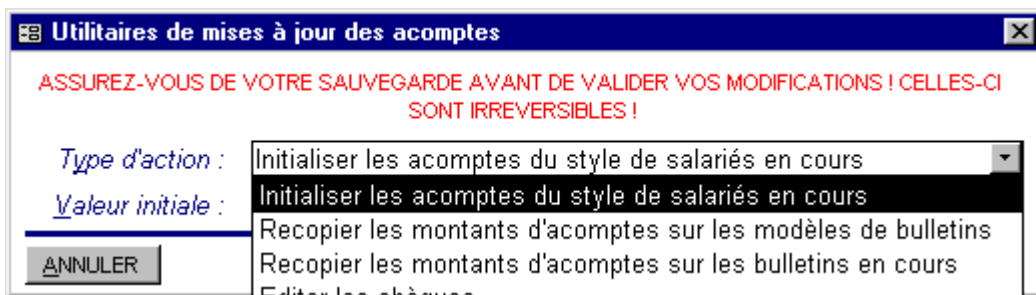 Utilitaires de mises à jour des acomptes
ASSUREZ-VOUS DE VOTRE SAUVEGARDE AVANT DE VALIDER VOS MODIFICATIONS ! CELLES-CI
SONT IRREVERSIBLES !
Type d'action : Initialiser les acomptes du style de salariés en cours
Valeur initiale : Initialiser les acomptes du style de salariés en cours
Recopier les montants d'acomptes sur les modèles de bulletins
ANNULER Recopier les montants d'acomptes sur les bulletins en cours
Editer les chèques